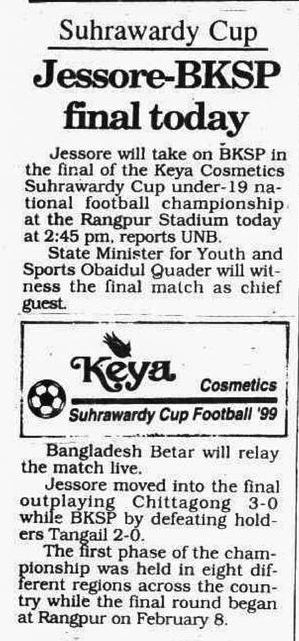 Suhrawardy Cup
Jessore-BKSP
final today
Jessore will take on BKSP in
the final of the Keya Cosmetics
Suhrawardy Cup under-19 na-
tional football championship
at the Rangpur Stadium today
at 2:45 pm, reports UNB.
State Minister for Youth and
Sports Obaidul Quader will wit-
ness the final match as chief
guest.
Keya
Cosmetics
Suhrawardy Cup Football '99
Bangladesh Betar will relay
the match live.
Jessore moved into the final
outplaying Chittagong 3-0
while BKSP by defeating hold-
ers Tangail 2-0.
The first phase of the cham-
pionship was held in eight dif-
ferent regions across the coun-
try while the final round began
at Rangpur on February 8.